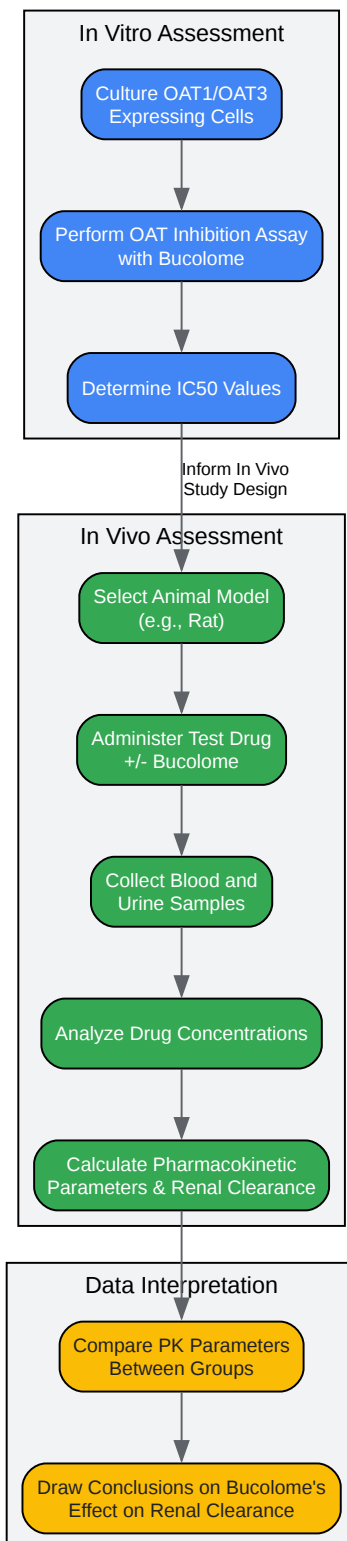 In Vitro Assessment
Culture OAT1/OAT3
Expressing Cells
Perform OAT Inhibition Assay
with Bucolome
Determine IC50 Values
Inform In Vivo
Study Design
In Vivo Assessment
Select Animal Model
(e.g., Rat)
Administer Test Drug
+/- Bucolome
Collect Blood and
Urine Samples
Analyze Drug Concentrations
Calculate Pharmacokinetic
Parameters & Renal Clearance
Data Interpretation
Compare PK Parameters
Between Groups
Draw Conclusions on Bucolome's
Effect on Renal Clearance